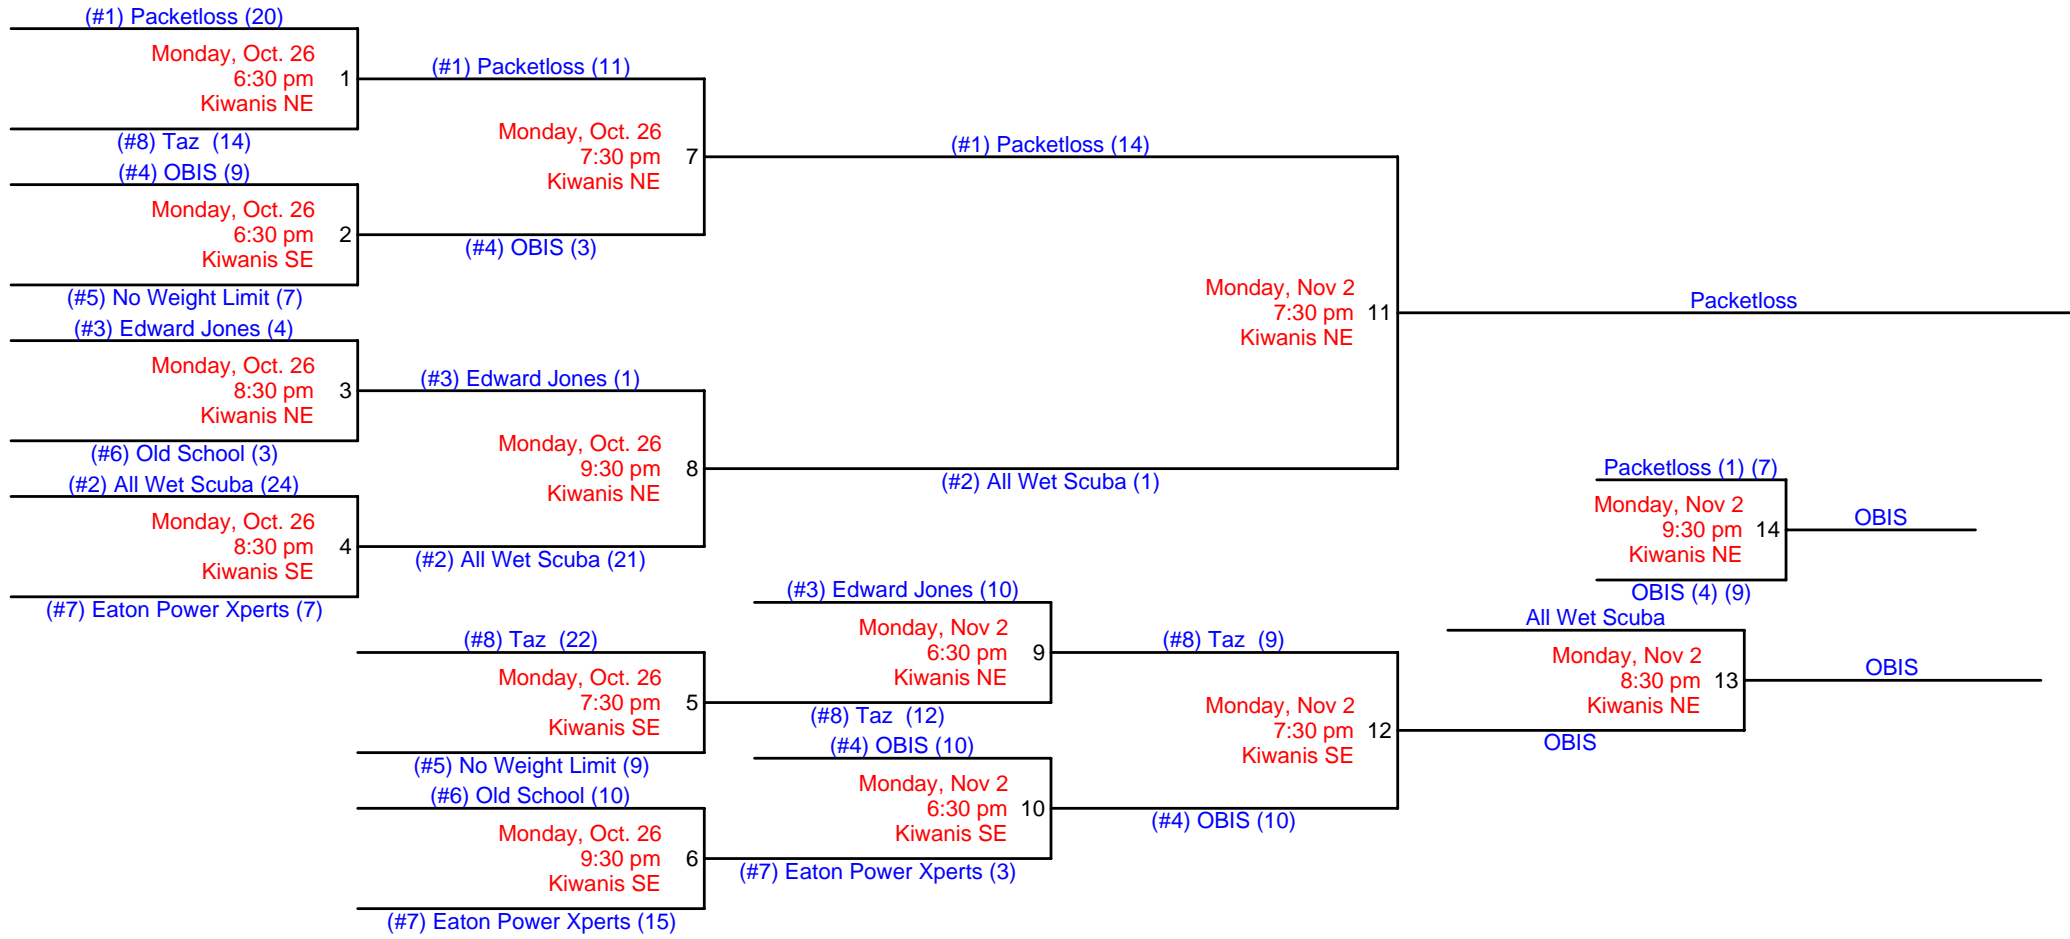 (#1) Packetloss (20)
Monday, Oct. 26
6:30 pm 1
Kiwanis NE
(#8) Taz (14)
(#4) OBIS (9)
Monday, Oct. 26
6:30 pm 2
Kiwanis SE
(#5) No Weight Limit (7)
(#3) Edward Jones (4)
Monday, Oct. 26
8:30 pm 3
Kiwanis NE
(#6) Old School (3)
(#2) All Wet Scuba (24)
Monday, Oct. 26
8:30 pm 4
Kiwanis SE
(#7) Eaton Power Xperts (7)
(#1) Packetloss (11)
Monday, Oct. 26
7:30 pm 7
Kiwanis NE
(#4) OBIS (3)
(#3) Edward Jones (1)
Monday, Oct. 26
9:30 pm 8
Kiwanis NE
(#2) All Wet Scuba (21)
(#8) Taz (22)
Monday, Oct. 26
7:30 pm 5
Kiwanis SE
(#5) No Weight Limit (9)
(#6) Old School (10)
Monday, Oct. 26
9:30 pm 6
Kiwanis SE
(#7) Eaton Power Xperts (15)
(#3) Edward Jones (10)
Monday, Nov 2
6:30 pm 9
Kiwanis NE
(#8) Taz (12)
(#4) OBIS (10)
Monday, Nov 2
6:30 pm 10
Kiwanis SE
(#7) Eaton Power Xperts (3)
(#1) Packetloss (14)
Monday, Nov 2
7:30 pm 11
Kiwanis NE
(#2) All Wet Scuba (1)
(#8) Taz (9)
Monday, Nov 2
7:30 pm 12
Kiwanis SE
(#4) OBIS (10)
Packetloss
Packetloss (1) (7)
Monday, Nov 2
9:30 pm 14
Kiwanis NE
OBIS (4) (9)
OBIS
All Wet Scuba
Monday, Nov 2
8:30 pm 13
Kiwanis NE
OBIS
OBIS